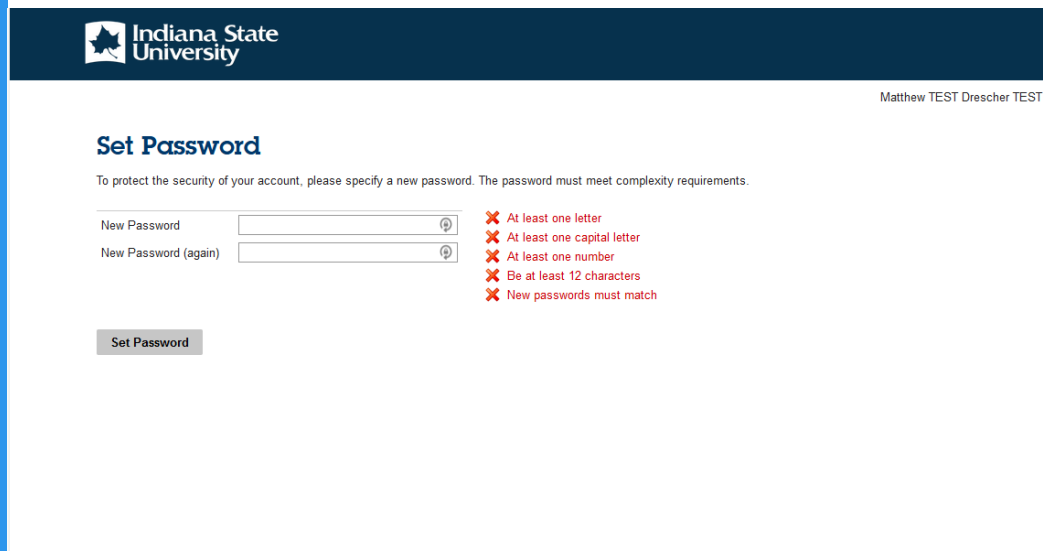 Indiana State
University
Matthew TEST Drescher TEST
Set Password
To protect the security of your account, please specify a new password. The password must meet complexity requirements.
New Password
New Password (again)
At least one letter
At least one capital letter
At least one number
Be at least 12 characters
New passwords must match
Set Password